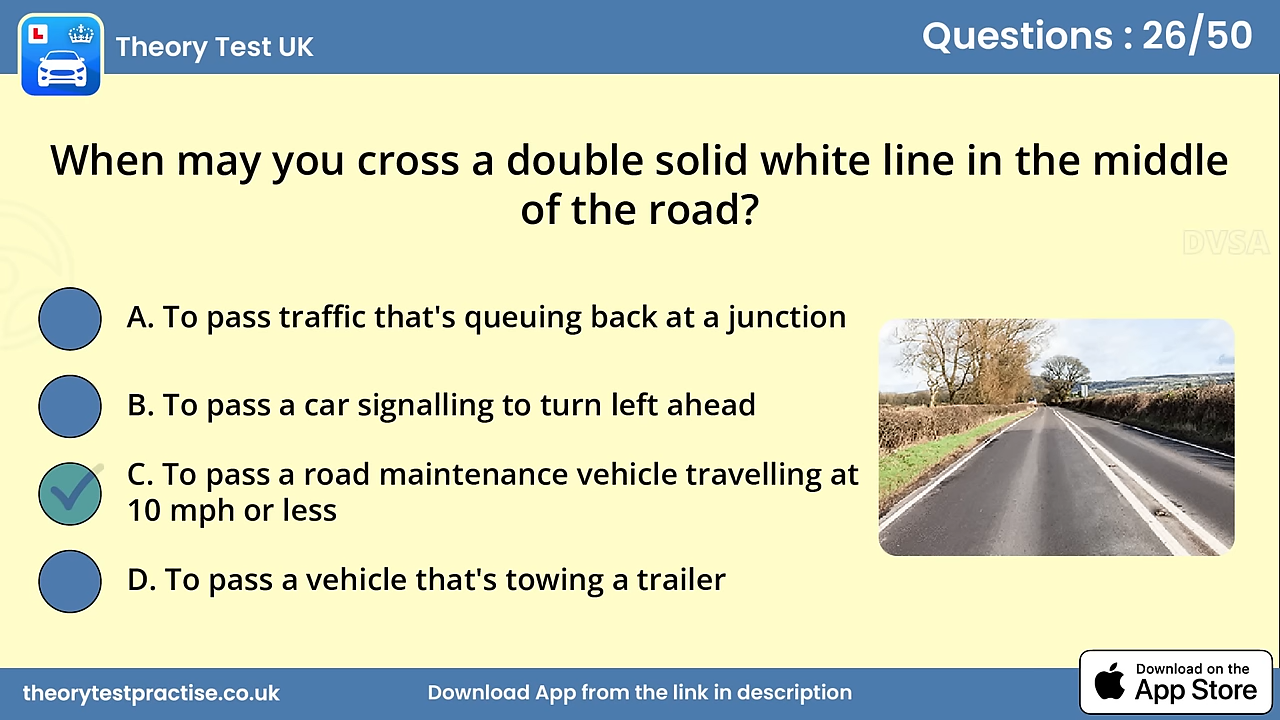 L
Theory Test UK
Questions : 26/50
When may you cross a double solid white line in the middle
of the road?
DVSA
A. To pass traffic that's queuing back at a junction
B. To pass a car signalling to turn left ahead
C. To pass a road maintenance vehicle travelling at
10 mph or less
D. To pass a vehicle that's towing a trailer
theorytestpractise.co.uk
Download App from the link in description
Download on the
App Store